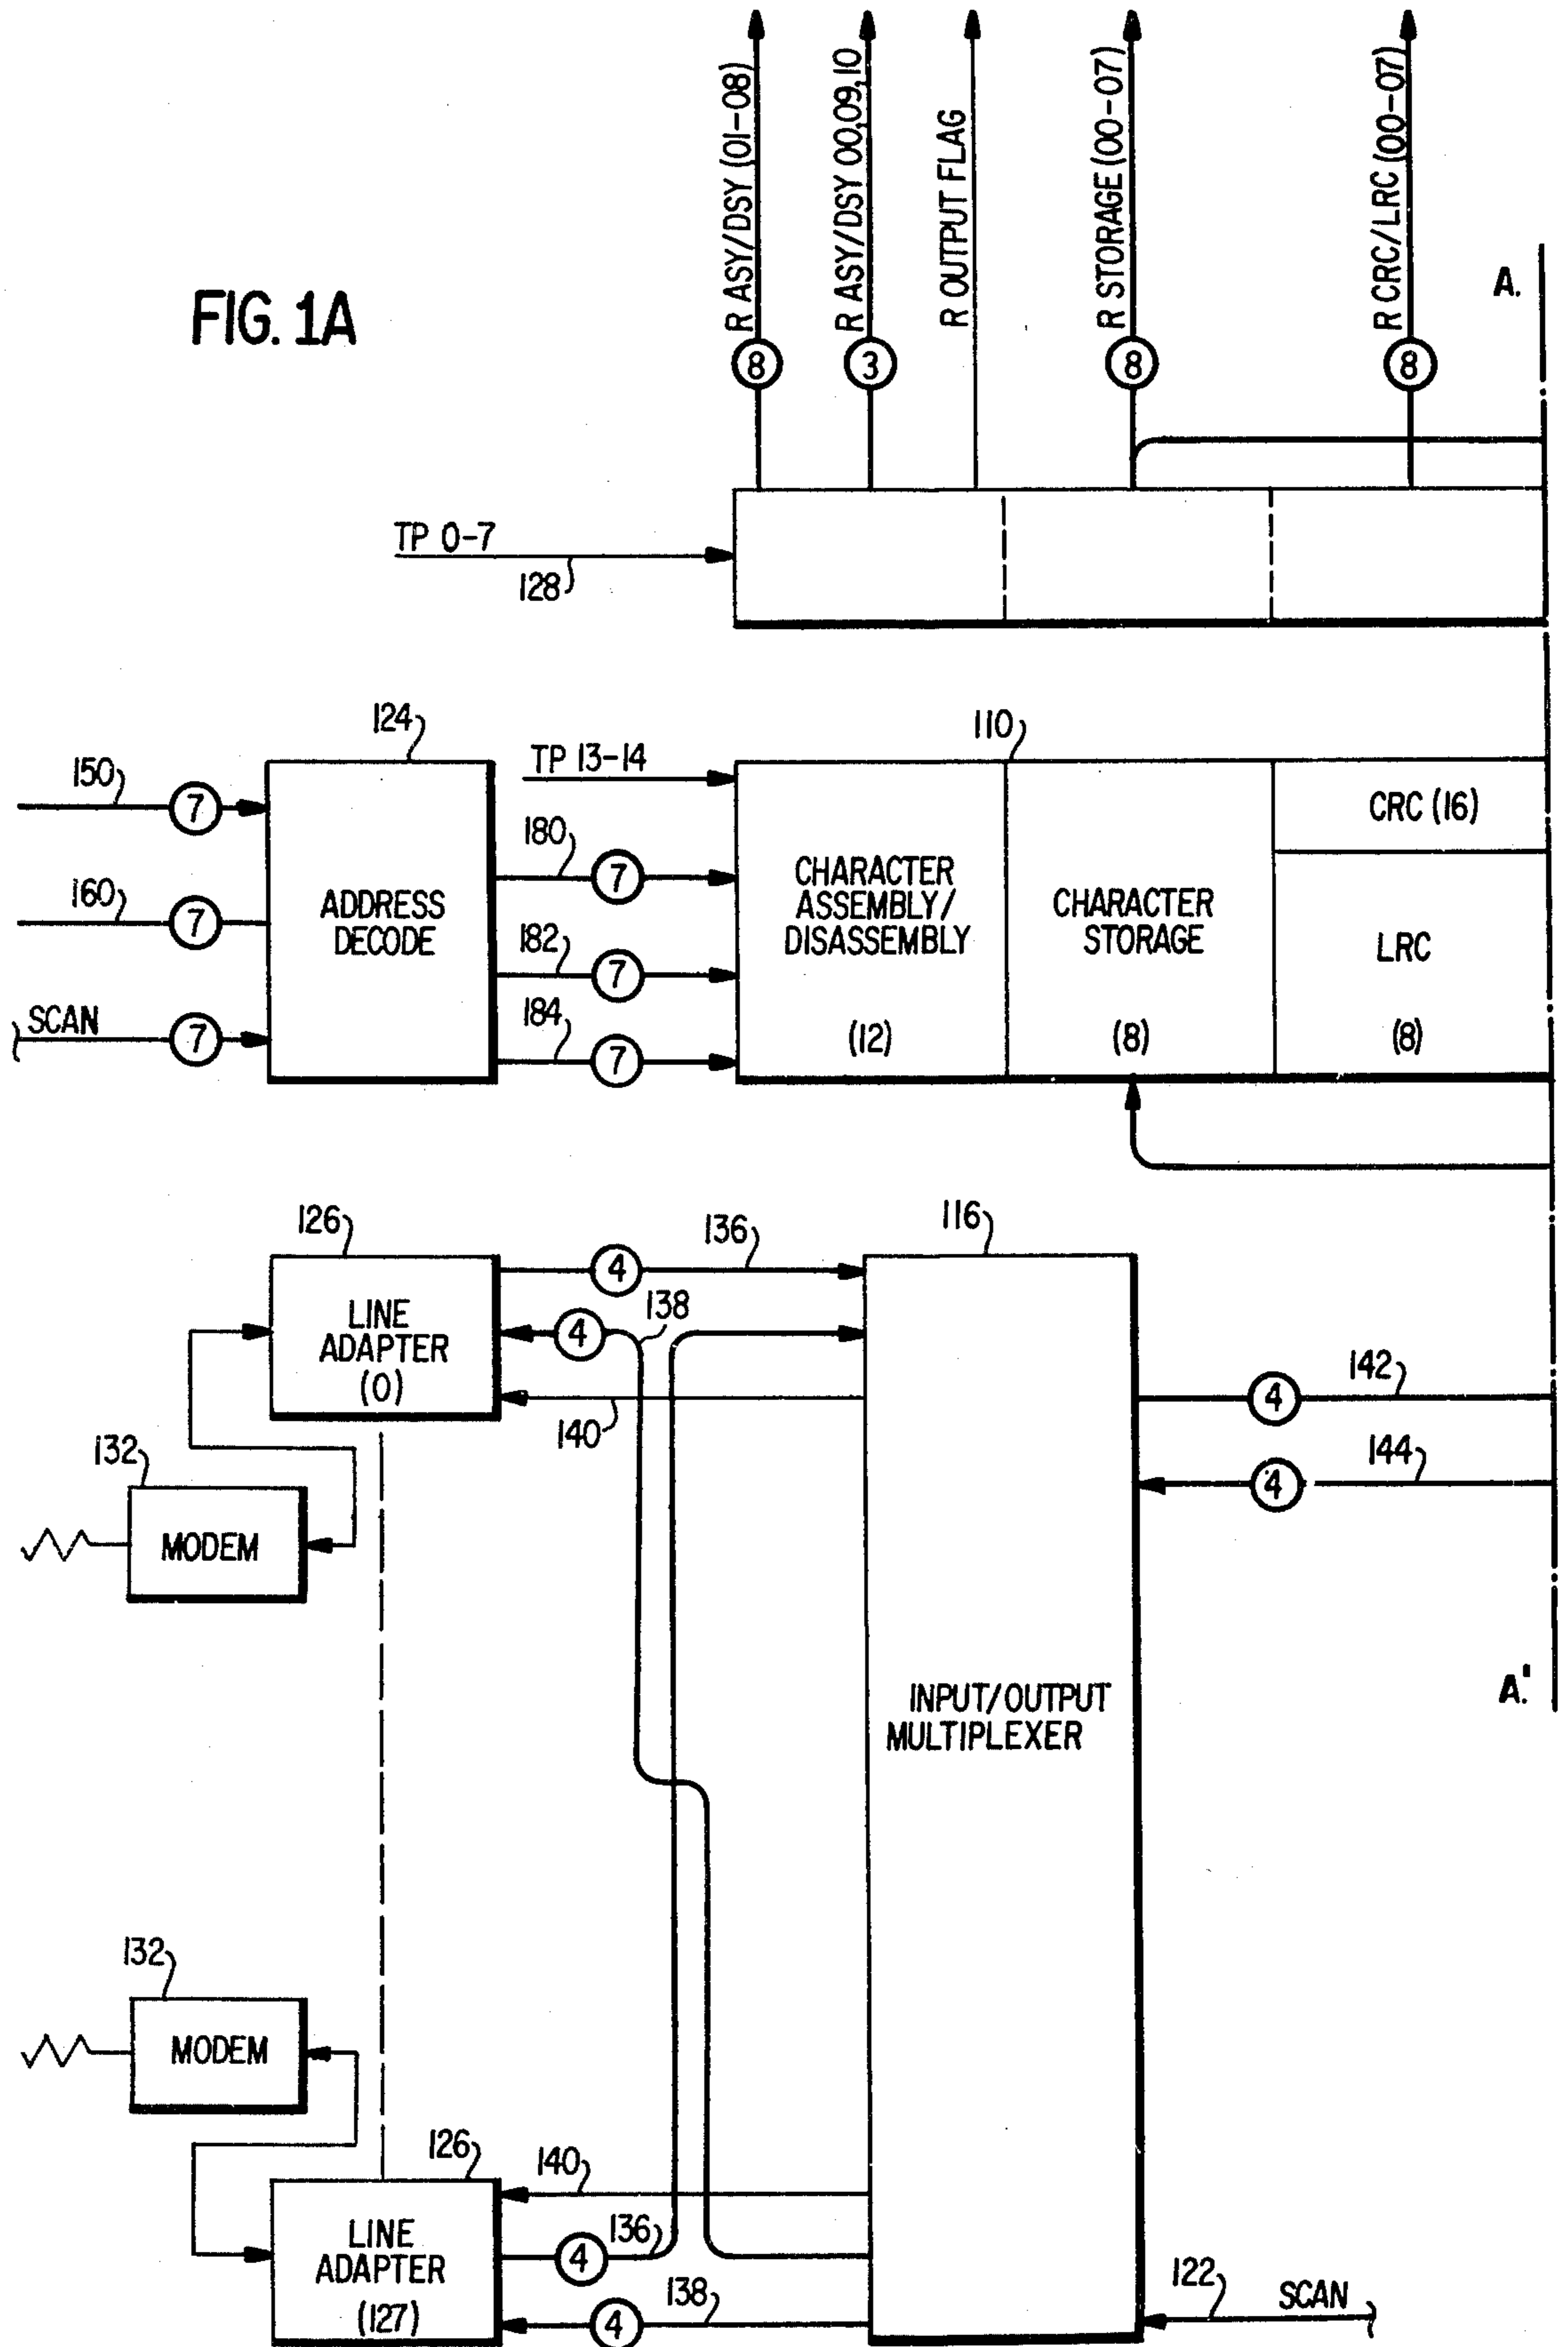 FIG. 1A
R ASY/DSY (01-08)
R ASY/DSY 00,09,10
R OUTPUT FLAG
R STORAGE (00-07)
R CRC/LRC (00-07)
A.
8
3
8
8
TP 0-7
128
124
110
150
7
TP 13-14
CRC (16)
180
7
160
7
ADDRESS
DECODE
CHARACTER
ASSEMBLY/
DISASSEMBLY
CHARACTER
STORAGE
LRC
182
7
SCAN
7
184
7
(12)
(8)
(8)
126
136
116
4
138
4
LINE
ADAPTER
(0)
140
142
4
144
4
132
MODEM
A.'
INPUT/OUTPUT
MULTIPLEXER
132
MODEM
126
140
136
4
LINE
ADAPTER
(127)
138
4
122
SCAN